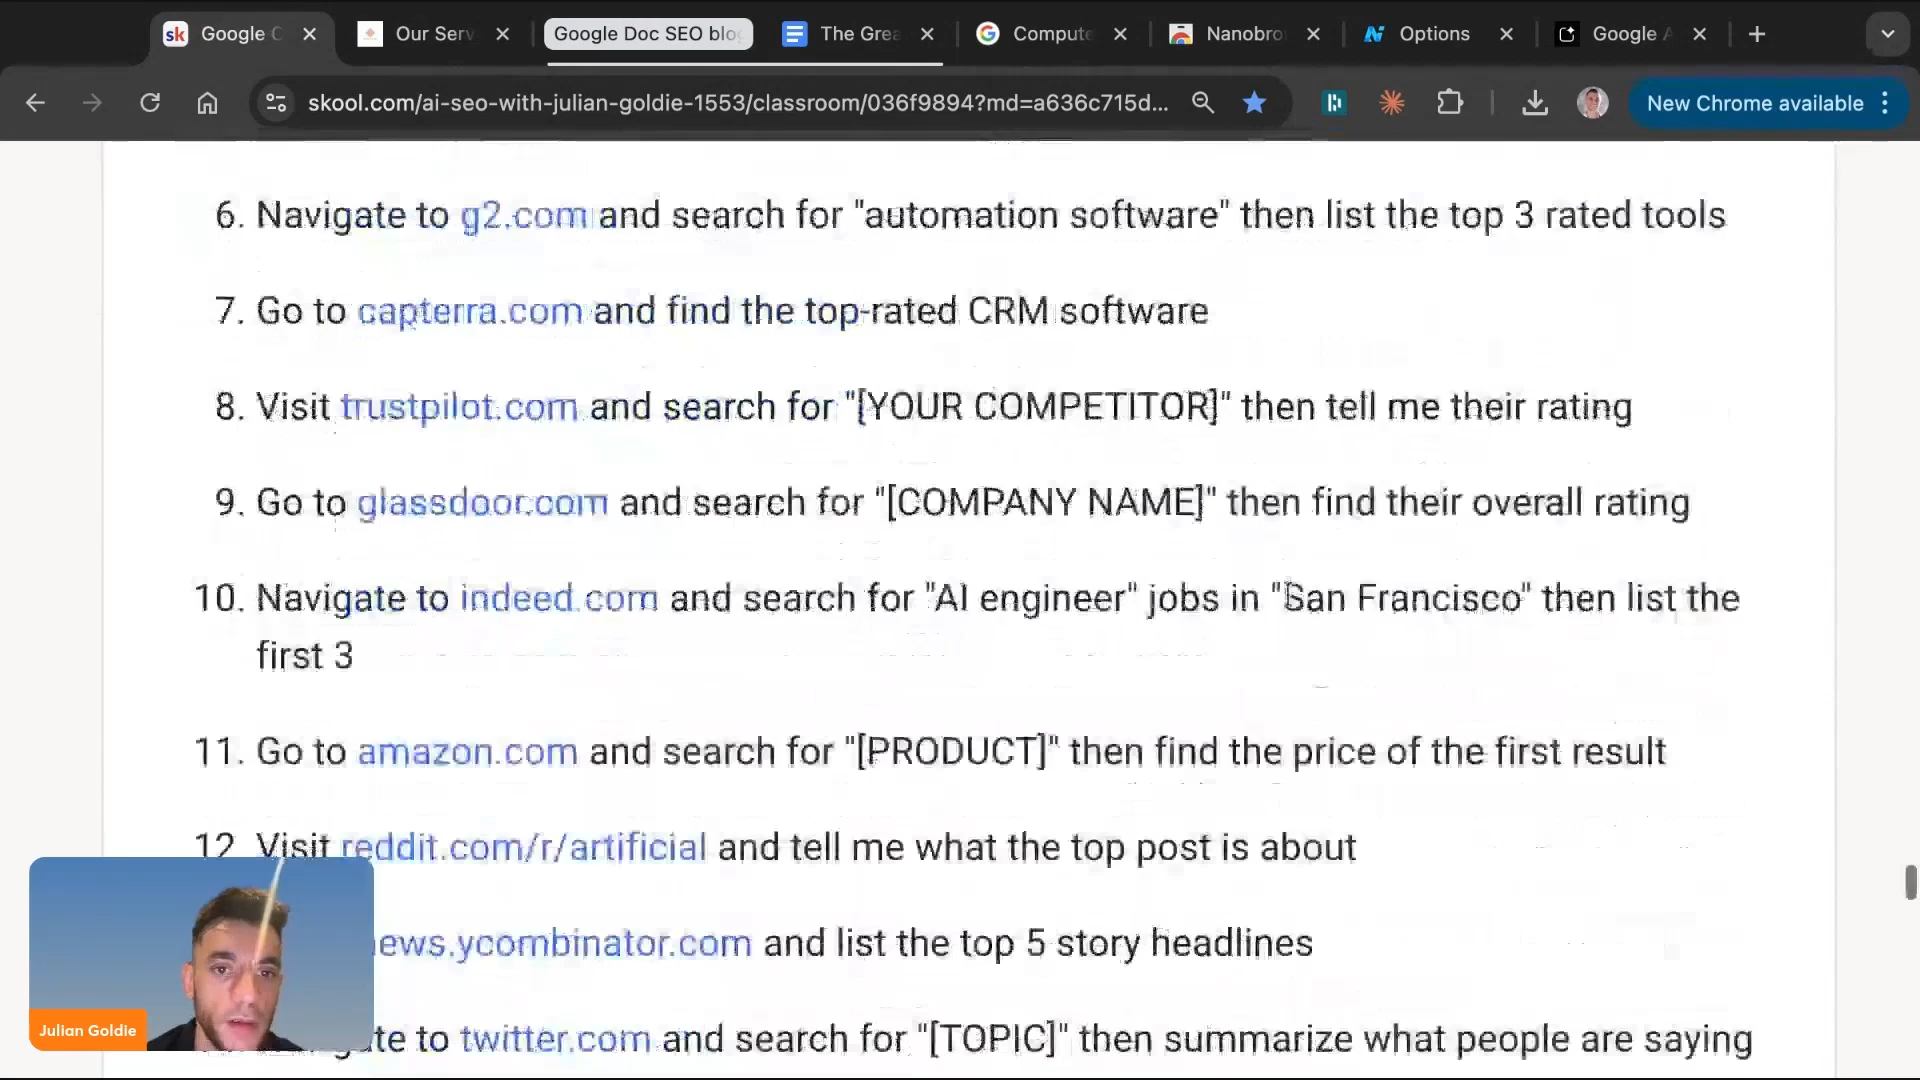 sk Google C
Our Serv
Google Doc SEO blo
The Grea
Compute
Nanobro
Options
Google A
skool.com/ai-seo-with-julian-goldie-1553/classroom/036f9894?md=a636c715d...
New Chrome available
6. Navigate to g2.com and search for "automation software" then list the top 3 rated tools
7. Go to capterra.com and find the top-rated CRM software
8. Visit trustpilot.com and search for "[YOUR COMPETITOR]" then tell me their rating
9. Go to glassdoor.com and search for "[COMPANY NAME]" then find their overall rating
10. Navigate to indeed.com and search for "AI engineer" jobs in "San Francisco" then list the
first 3
11. Go to amazon.com and search for "[PRODUCT]" then find the price of the first result
12. Visit reddit.com/r/artificial and tell me what the top post is about
news.ycombinator.com and list the top 5 story headlines
to twitter.com and search for "[TOPIC]" then summarize what people are saying
Julian Goldie